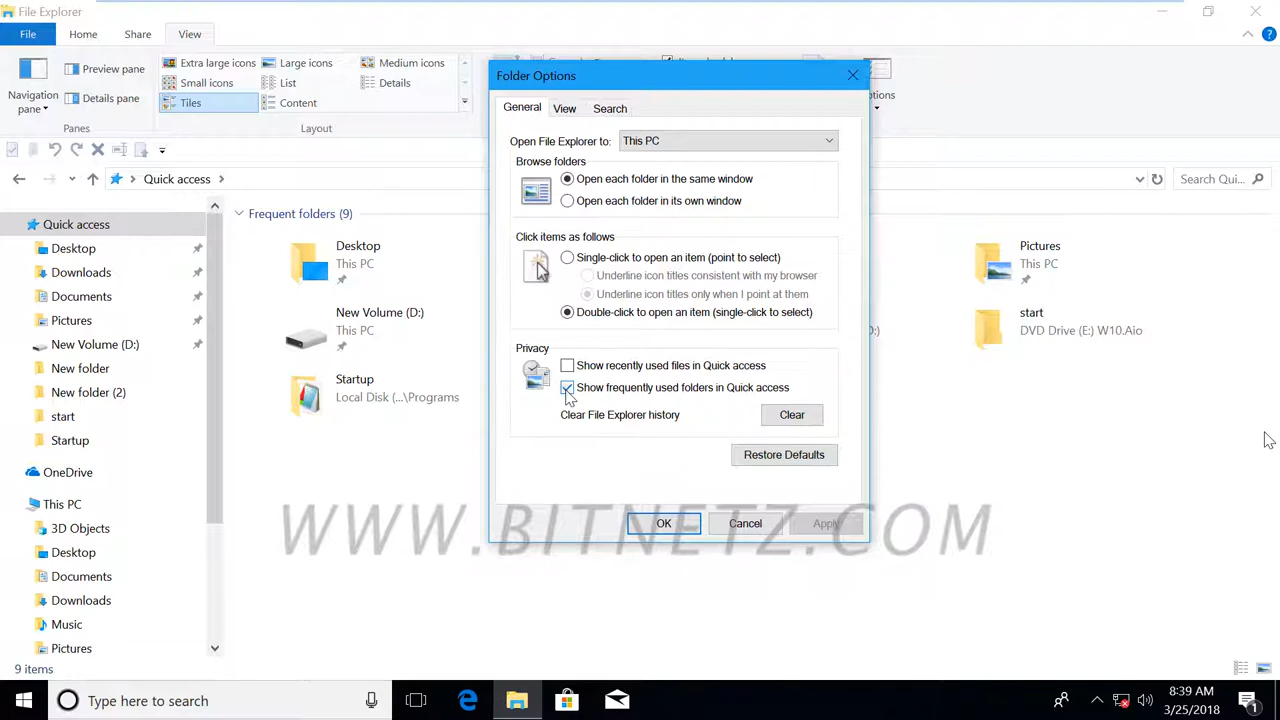 File Explorer
File
Home
Share
View
Navigation pane
Preview pane
Details pane
Panes
Extra large icons
Large icons
Medium icons
Small icons
List
Details
Tiles
Content
Layout
Quick access
Search Qui...
Quick access
Desktop
Downloads
Documents
Pictures
New Volume (D:)
New folder
New folder (2)
start
Startup
OneDrive
This PC
3D Objects
Desktop
Documents
Downloads
Music
Pictures
9 items
Frequent folders (9)
Desktop
This PC
New Volume (D:)
This PC
Startup
Local Disk (...\Programs
Pictures
This PC
start
DVD Drive (E:) W10.Aio
Folder Options
General
View
Search
Open File Explorer to:
This PC
Browse folders
Open each folder in the same window
Open each folder in its own window
Click items as follows
Single-click to open an item (point to select)
Underline icon titles consistent with my browser
Underline icon titles only when I point at them
Double-click to open an item (single-click to select)
Privacy
Show recently used files in Quick access
Show frequently used folders in Quick access
Clear File Explorer history
Clear
Restore Defaults
OK
Cancel
Apply
WWW.BITNETZ.COM
Type here to search
8:39 AM
3/25/2018
1